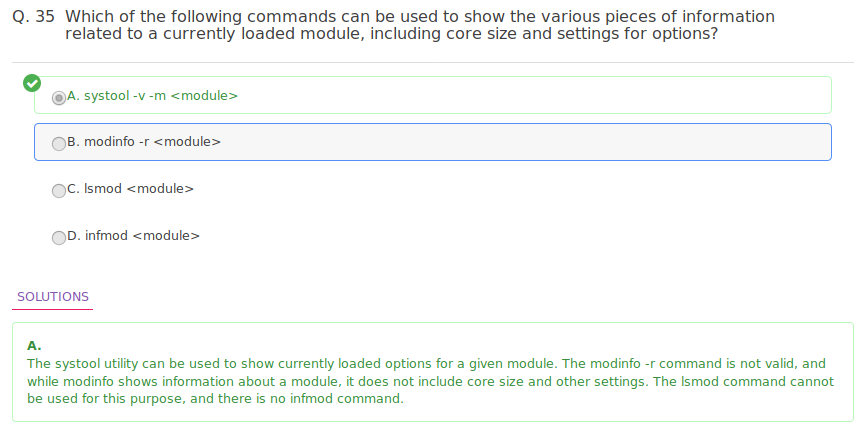 Q. 35 Which of the following commands can be used to show the various pieces of information
related to a currently loaded module, including core size and settings for options?
A. systool -v -m <module>
B. modinfo -r <module>
C. lsmod <module>
D. infmod <module>
SOLUTIONS
A.
The systool utility can be used to show currently loaded options for a given module. The modinfo -r command is not valid, and
while modinfo shows information about a module, it does not include core size and other settings. The lsmod command cannot
be used for this purpose, and there is no infmod command.